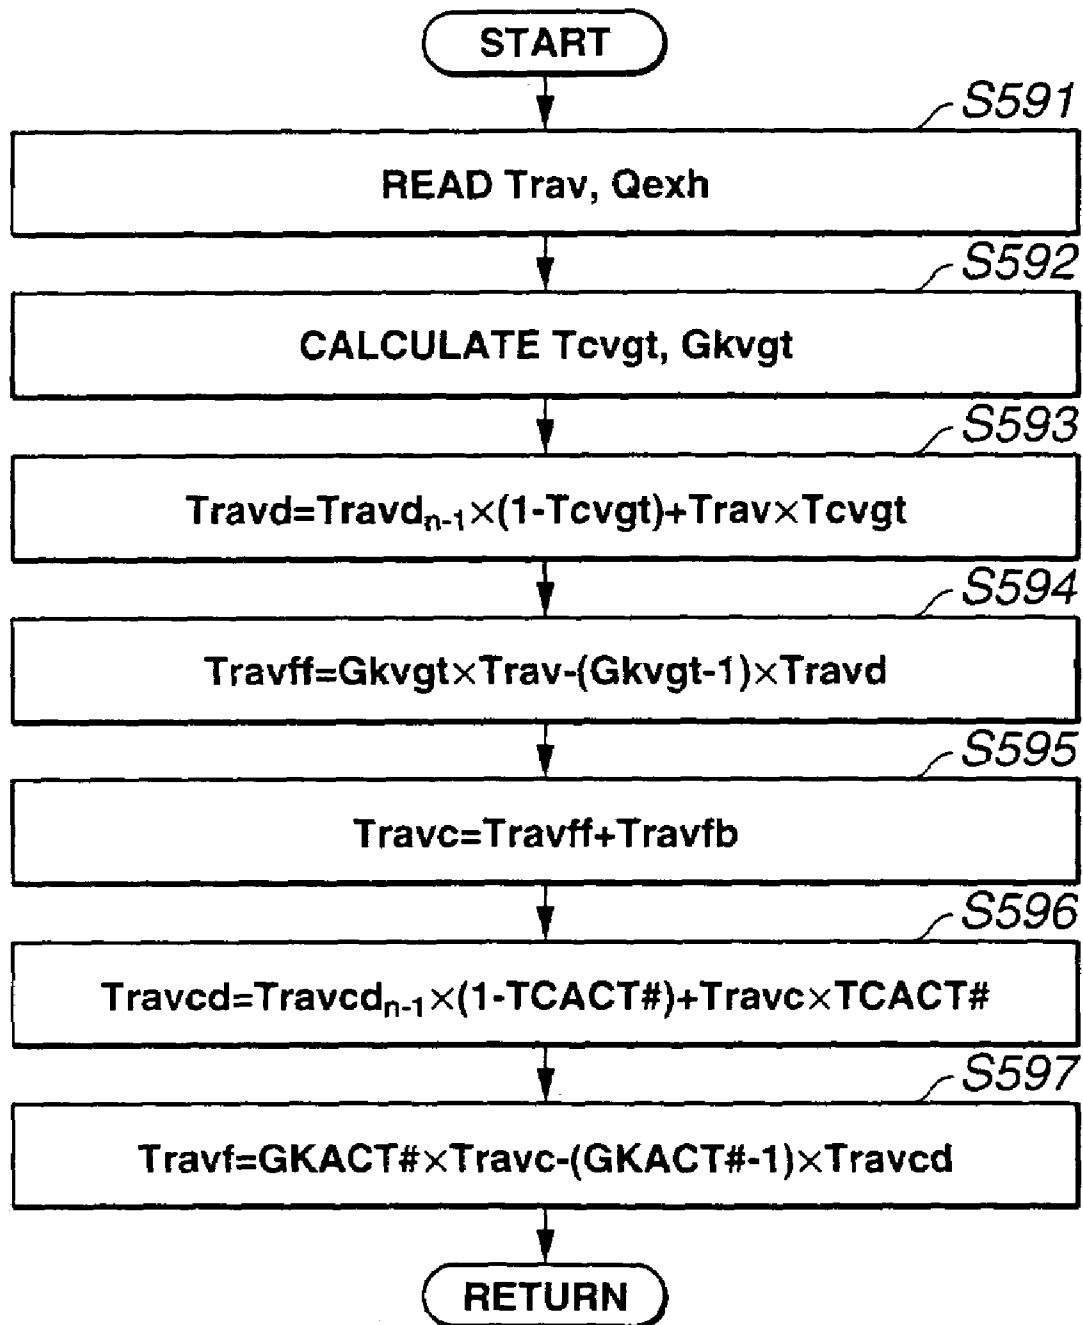 START
S591
READ Trav, Qexh
S592
CALCULATE Tcvgt, Gkvgt
S593
Travd=Travdₙ₋₁×(1-Tcvgt)+Trav×Tcvgt
S594
Travff=Gkvgt×Trav-(Gkvgt-1)×Travd
S595
Travc=Travff+Travfb
S596
Travcd=Travcdₙ₋₁×(1-TCACT#)+Travc×TCACT#
S597
Travf=GKACT#×Travc-(GKACT#-1)×Travcd
RETURN